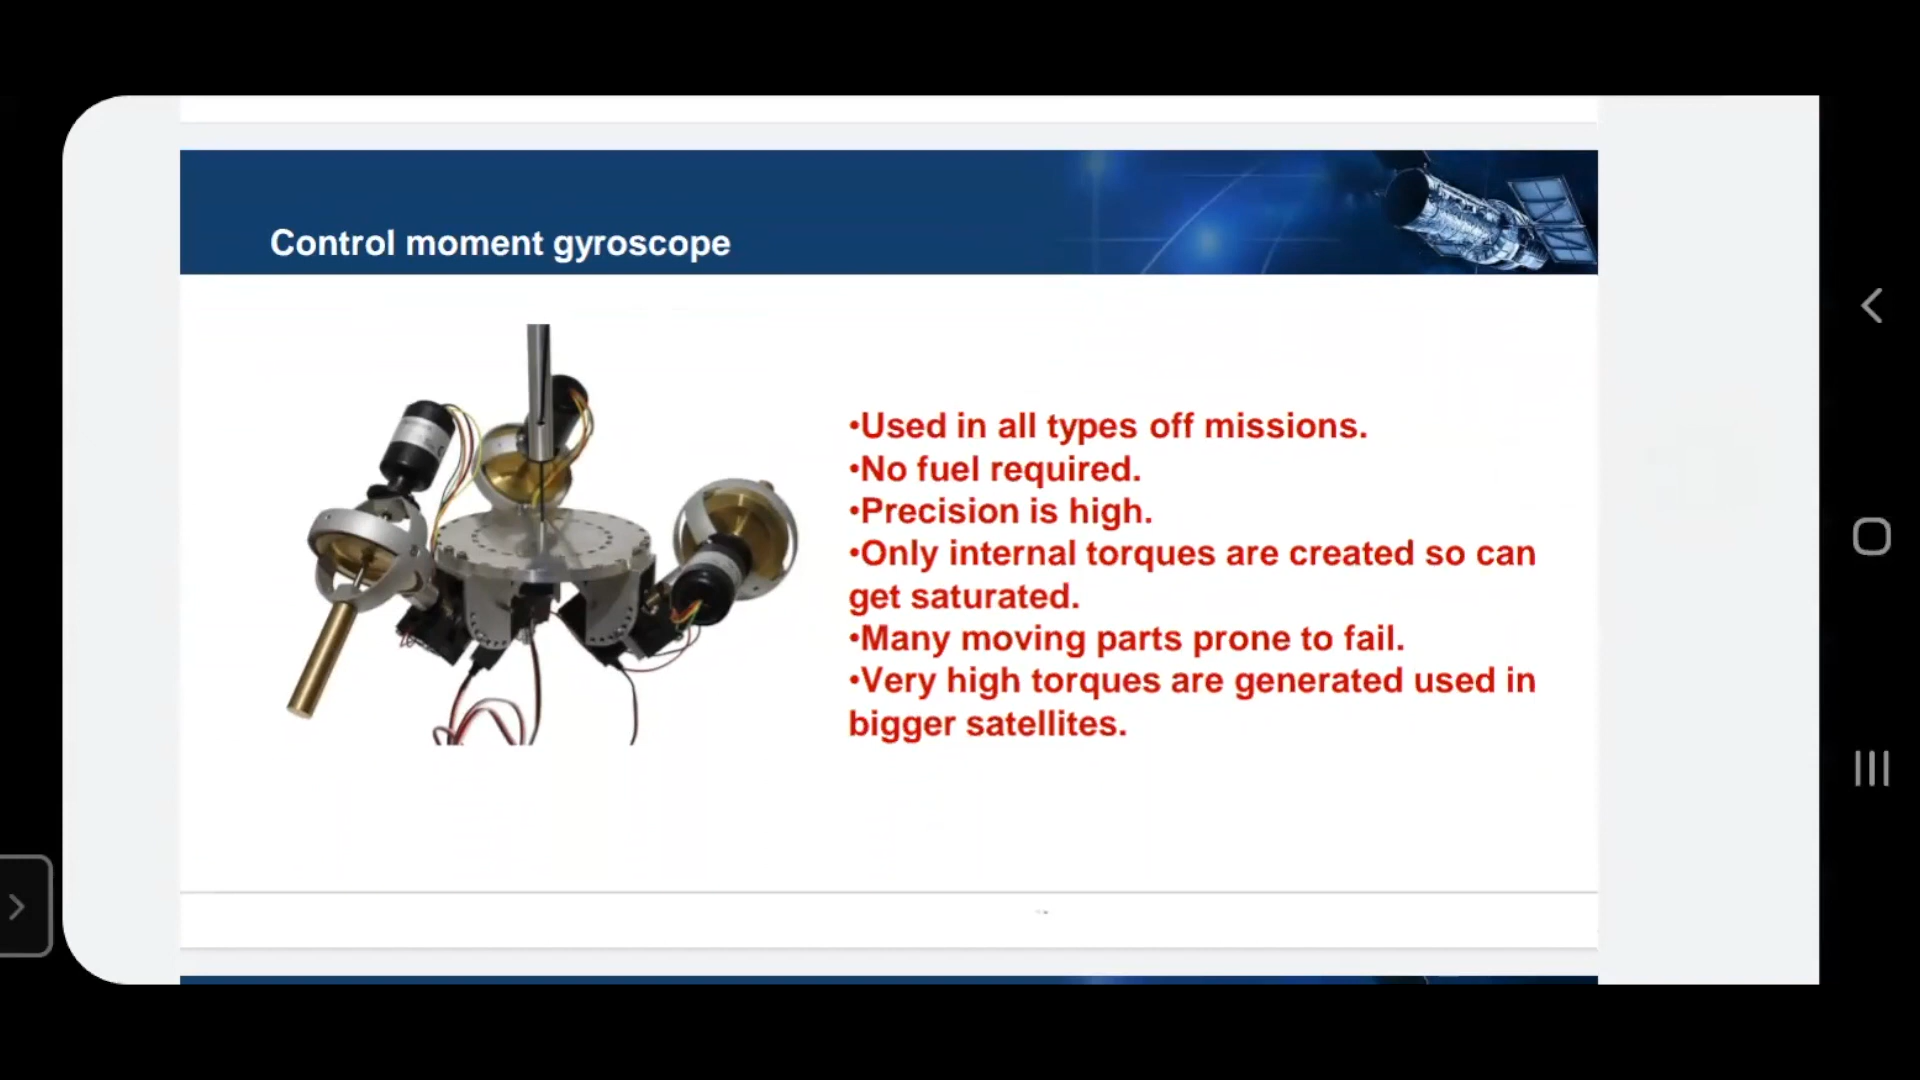 Control moment gyroscope
•Used in all types off missions.
•No fuel required.
•Precision is high.
•Only internal torques are created so can
get saturated.
•Many moving parts prone to fail.
•Very high torques are generated used in
bigger satellites.